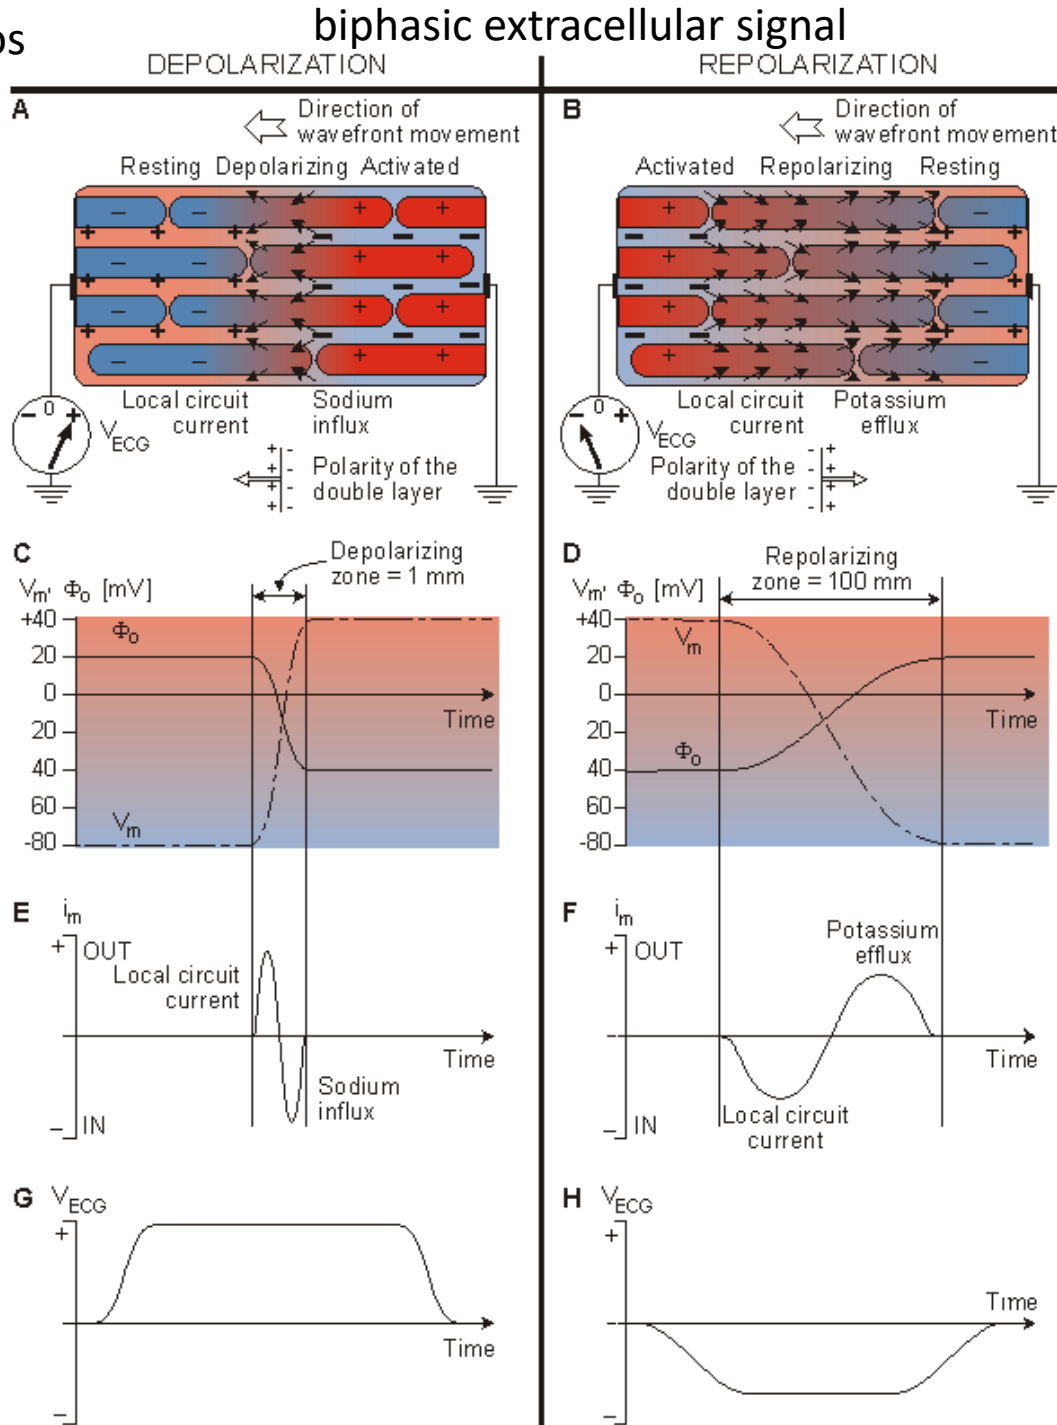 os
biphasic extracellular signal
DEPOLARIZATION
REPOLARIZATION
A
Direction of
wavefront movement
Resting Depolarizing Activated
- - + +
+ + + - - -
- - + +
- - + +
+ + + - - -
- + +
Local circuit
current
Sodium
influx
- 0 +
V_ECG
+ -
+ -
+ -
+ -
+ -
Polarity of the
double layer
B
Direction of
wavefront movement
Activated Repolarizing Resting
+ -
- - + +
+ -
+ -
- - + +
+ -
Local circuit
current
Potassium
efflux
- 0 +
V_ECG
Polarity of the
double layer
- +
- +
- +
- +
- +
C
Depolarizing
zone = 1 mm
Vm, Φo [mV]
+40
20
0
20
40
60
-80
Φo
Vm
Time
D
Repolarizing
zone = 100 mm
Vm, Φo [mV]
+40
20
0
20
40
60
-80
Vm
Φo
Time
E
im
+ OUT
Local circuit
current
Time
Sodium
influx
- IN
F
im
+ OUT
Potassium
efflux
Time
Local circuit
current
- IN
G
V_ECG
+
Time
-
H
V_ECG
+
Time
-